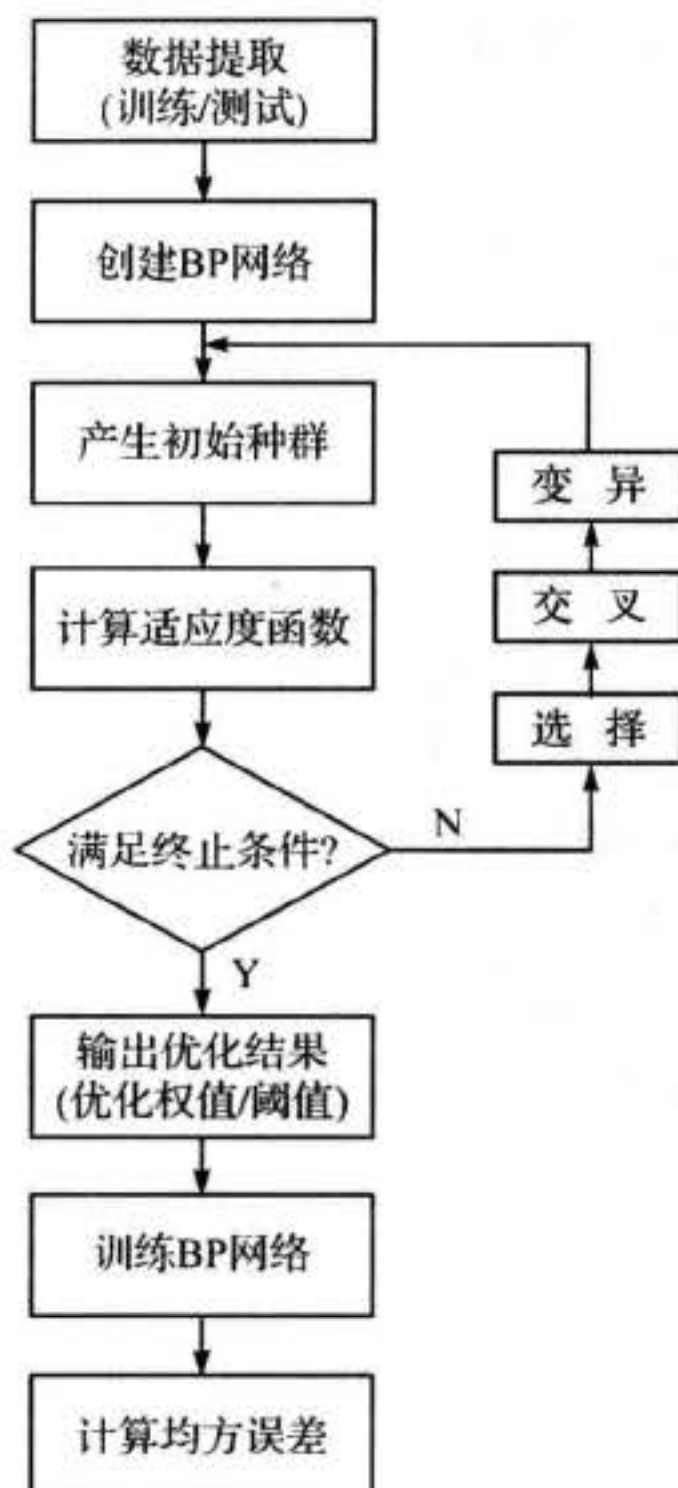 数据提取
(训练/测试)
创建BP网络
产生初始种群
变 异
计算适应度函数
交 叉
选 择
满足终止条件?
N
Y
输出优化结果
(优化权值/阈值)
训练BP网络
计算均方误差